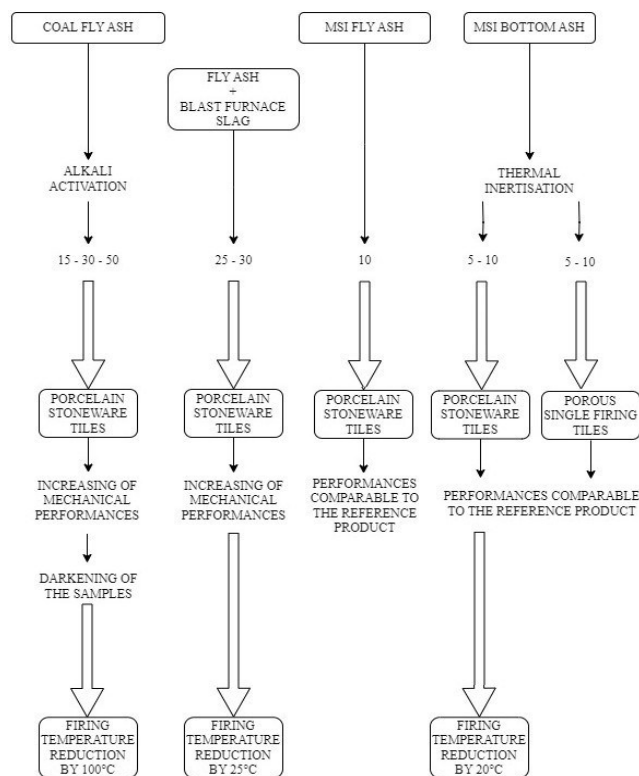 COAL FLY ASH
MSI FLY ASH
MSI BOTTOM ASH
FLY ASH
+
BLAST FURNACE
SLAG
ALKALI
ACTIVATION
THERMAL
INERTISATION
15 - 30 - 50
25 - 30
10
5 - 10
5 - 10
PORCELAIN
STONEWARE
TILES
PORCELAIN
STONEWARE
TILES
PORCELAIN
STONEWARE
TILES
PORCELAIN
STONEWARE
TILES
POROUS
SINGLE FIRING
TILES
INCREASING OF
MECHANICAL
PERFORMANCES
INCREASING OF
MECHANICAL
PERFORMANCES
PERFORMANCES
COMPARABLE TO
THE REFERENCE
PRODUCT
PERFORMANCES COMPARABLE
TO THE REFERENCE PRODUCT
DARKENING OF
THE SAMPLES
FIRING
TEMPERATURE
REDUCTION
BY 100°C
FIRING
TEMPERATURE
REDUCTION
BY 25°C
FIRING
TEMPERATURE
REDUCTION
BY 20°C